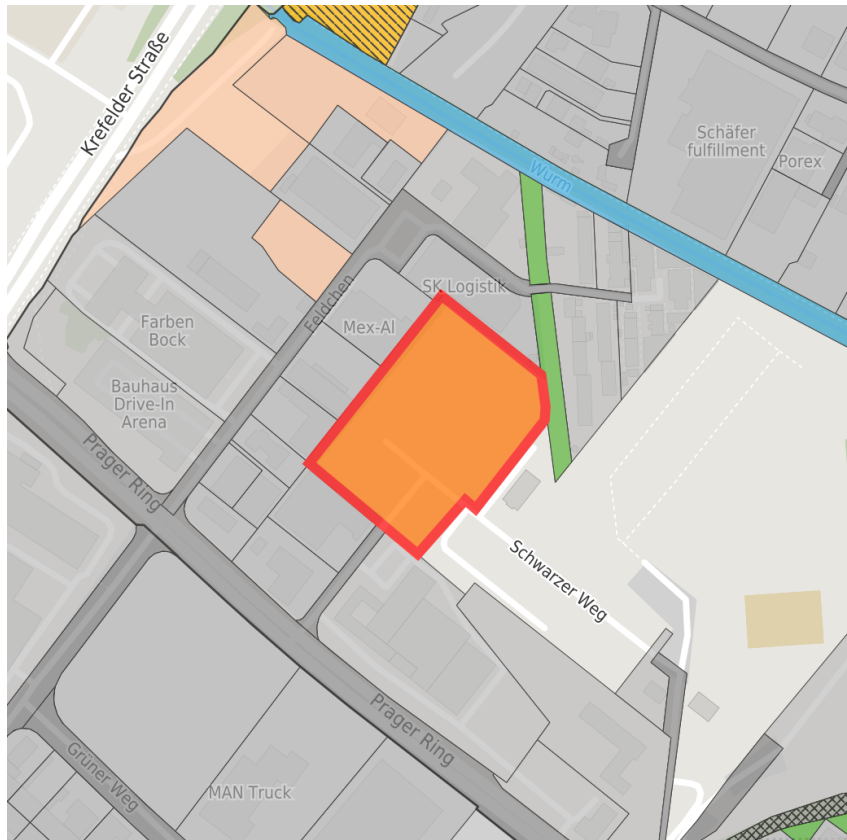 Krefelder Straße
Schäfer
fulfillment
Porex
Wurm
SK Logistik
Feldchen
Mex-Al
Farben
Bock
Bauhaus
Drive-In
Arena
Prager Ring
Schwarzer Weg
Prager Ring
Grüner Weg
MAN Truck